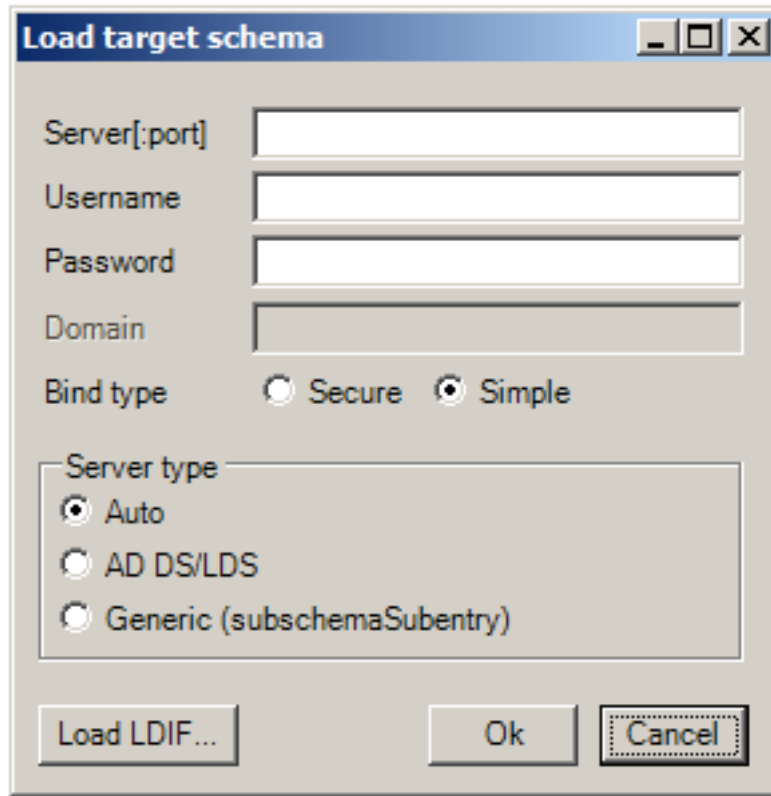 Load target schema
Server[:port]
Username
Password
Domain
Bind type Secure Simple
Server type
Auto
AD DS/LDS
Generic (subschemaSubentry)
Load LDIF... Ok Cancel